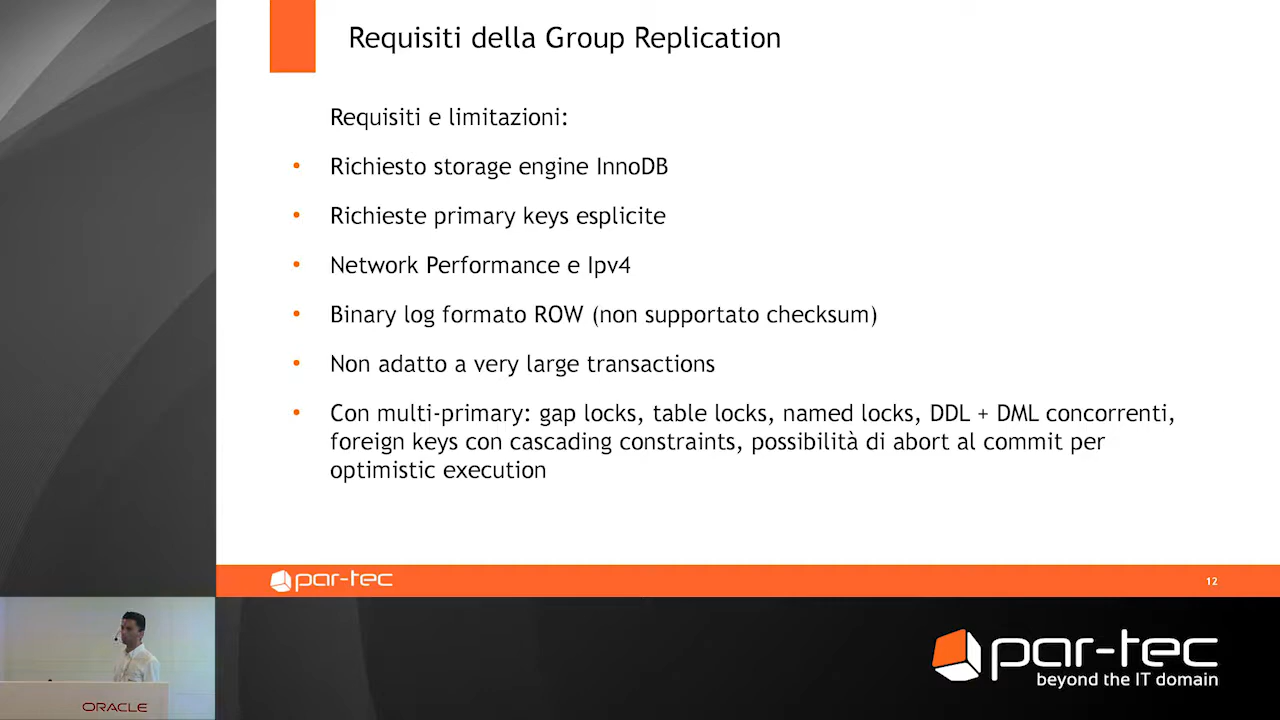 Requisiti della Group Replication
Requisiti e limitazioni:
• Richiesto storage engine InnoDB
• Richieste primary keys esplicite
• Network Performance e Ipv4
• Binary log formato ROW (non supportato checksum)
• Non adatto a very large transactions
• Con multi-primary: gap locks, table locks, named locks, DDL + DML concorrenti,
foreign keys con cascading constraints, possibilità di abort al commit per
optimistic execution
par-tec
12
ORACLE
par-tec
beyond the IT domain